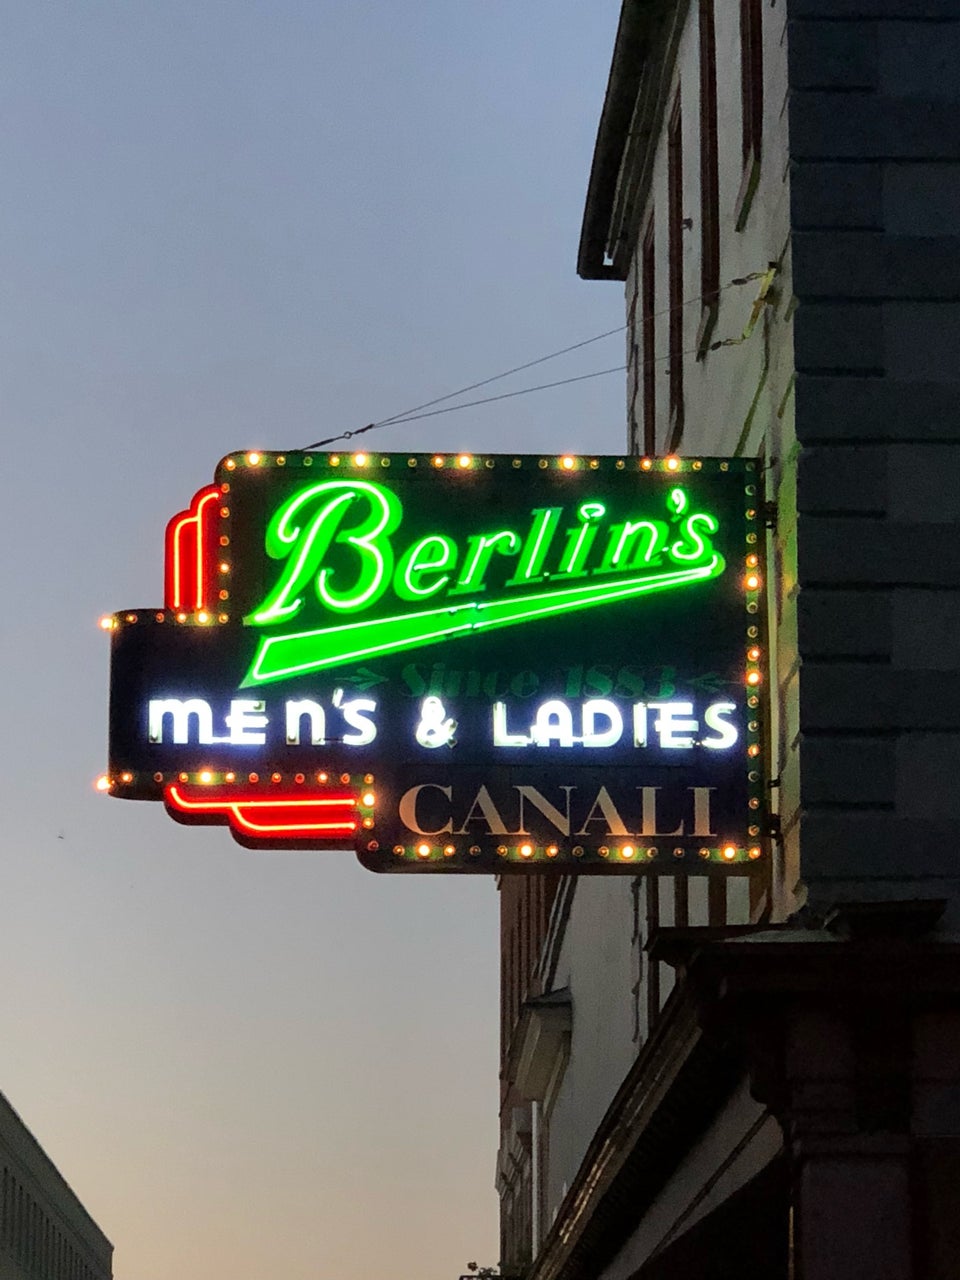 Berlin's
Since 1883
MEN'S & LADIES
CANALI